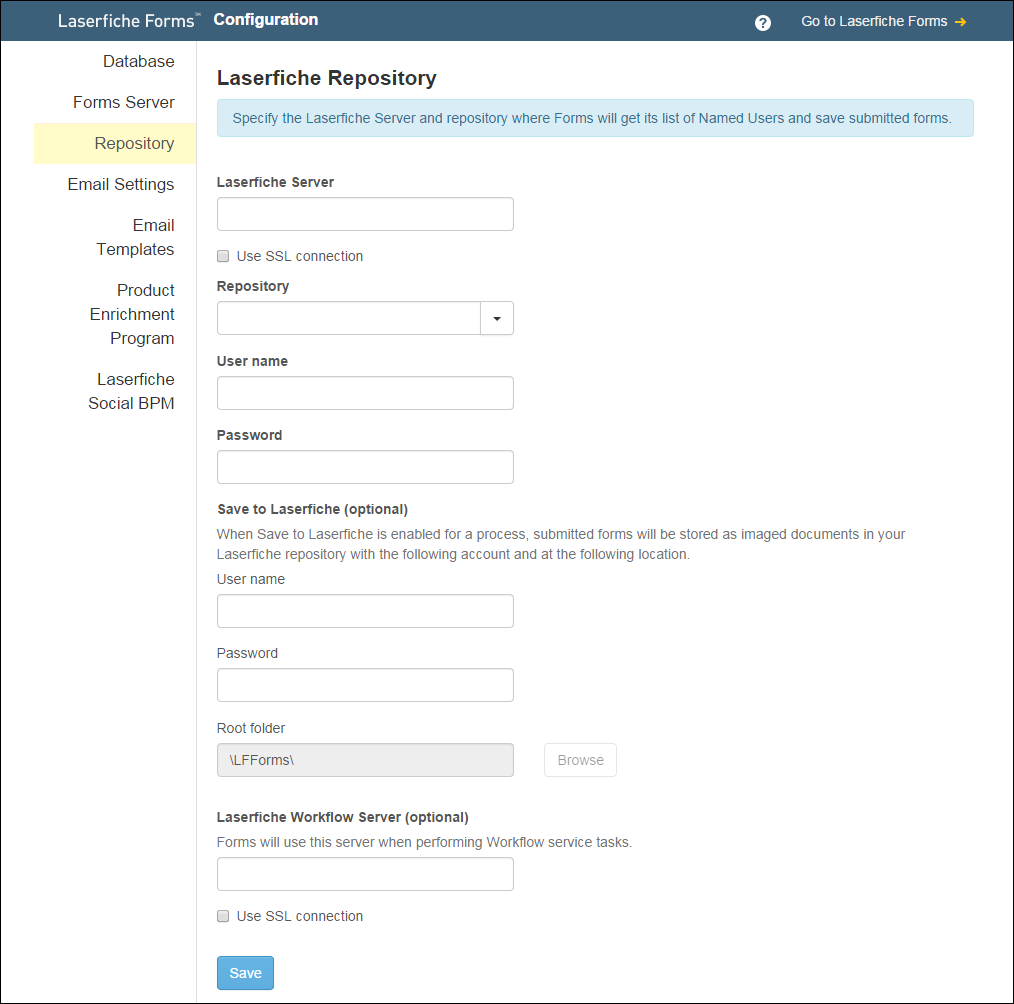 Laserfiche Forms™ Configuration
? Go to Laserfiche Forms →
Database
Forms Server
Repository
Email Settings
Email
Templates
Product
Enrichment
Program
Laserfiche
Social BPM
Laserfiche Repository
Specify the Laserfiche Server and repository where Forms will get its list of Named Users and save submitted forms.
Laserfiche Server
Use SSL connection
Repository
User name
Password
Save to Laserfiche (optional)
When Save to Laserfiche is enabled for a process, submitted forms will be stored as imaged documents in your
Laserfiche repository with the following account and at the following location.
User name
Password
Root folder
\LFForms\
Browse
Laserfiche Workflow Server (optional)
Forms will use this server when performing Workflow service tasks.
Use SSL connection
Save